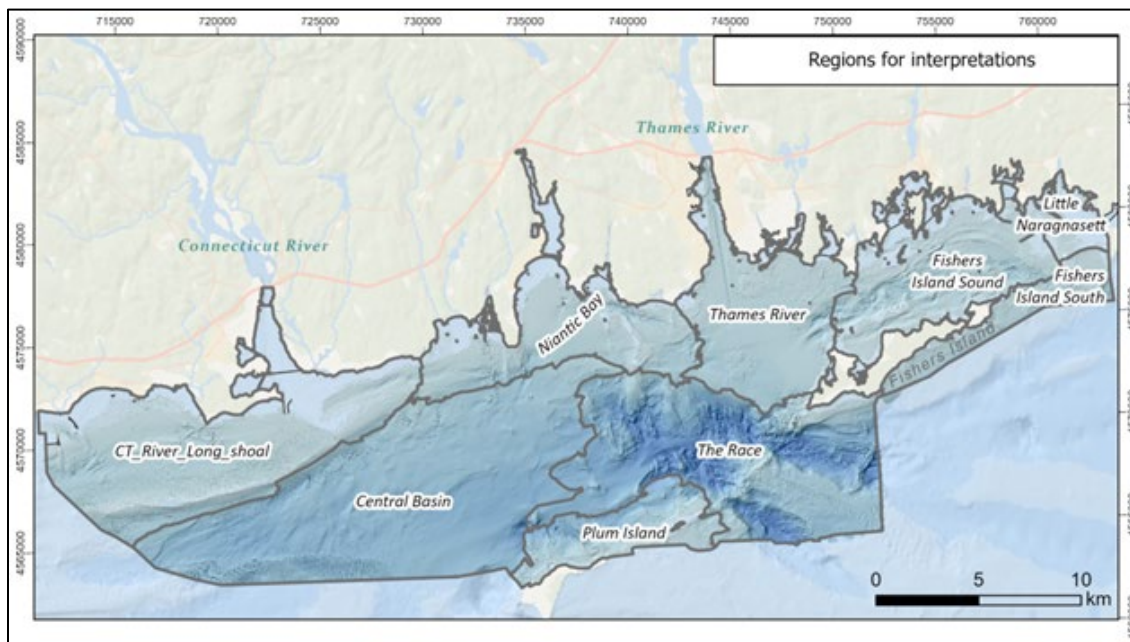 715000 720000 725000 730000 735000 740000 745000 750000 755000 760000
Regions for interpretations
4590000
4585000
4580000
4575000
4570000
4565000
Thames River
Connecticut River
Little
Naragnasett
Fishers
Island Sound
Fishers
Island South
Niantic Bay
Thames River
Fishers Island
CT_River_Long_shoal
The Race
Central Basin
Plum Island
0 5 10
km